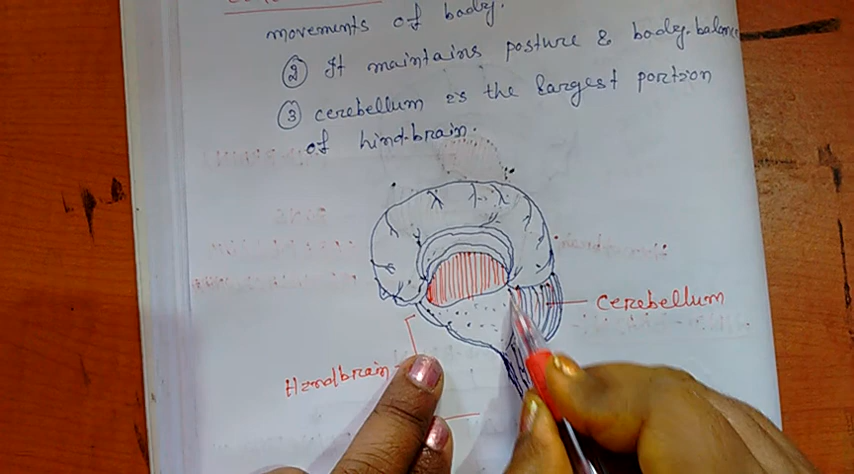 movements of body.
② It maintains posture & body balance
③ cerebellum is the largest portion
of hind-brain.
Cerebellum
Hindbrain